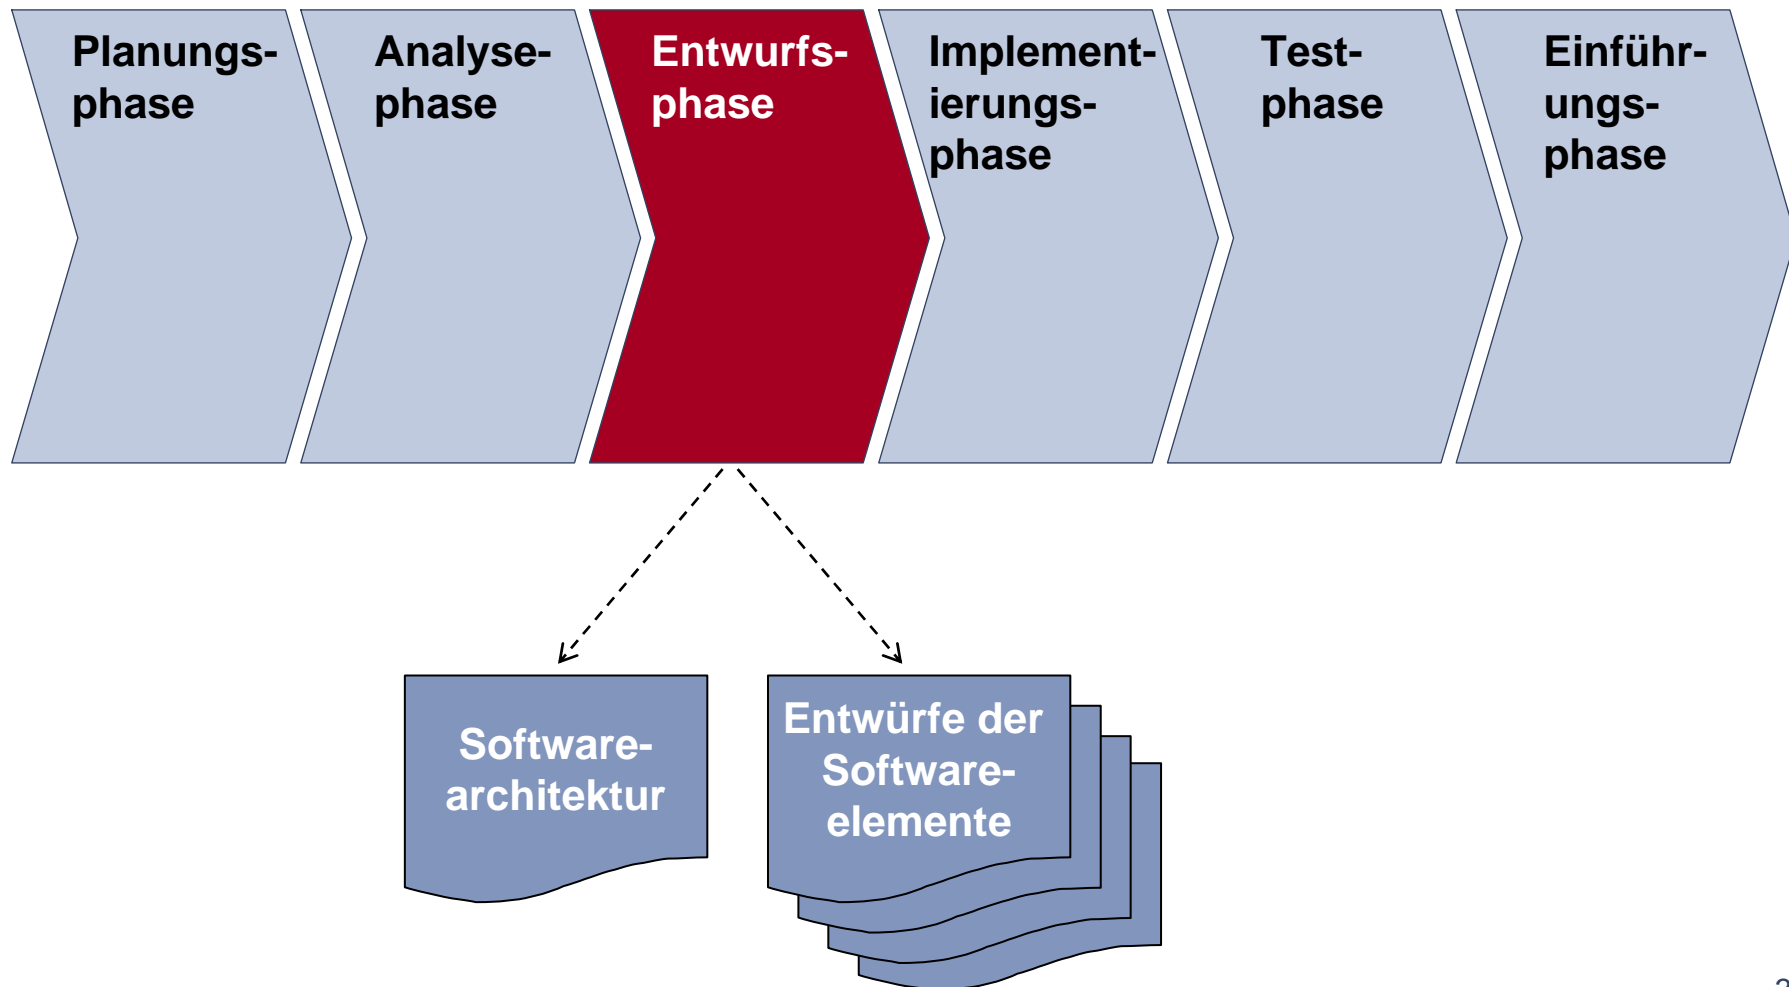 Planungs-
phase
Analyse-
phase
Entwurfs-
phase
Implement-
ierungs-
phase
Test-
phase
Einführ-
ungs-
phase
Software-
architektur
Entwürfe der
Software-
elemente